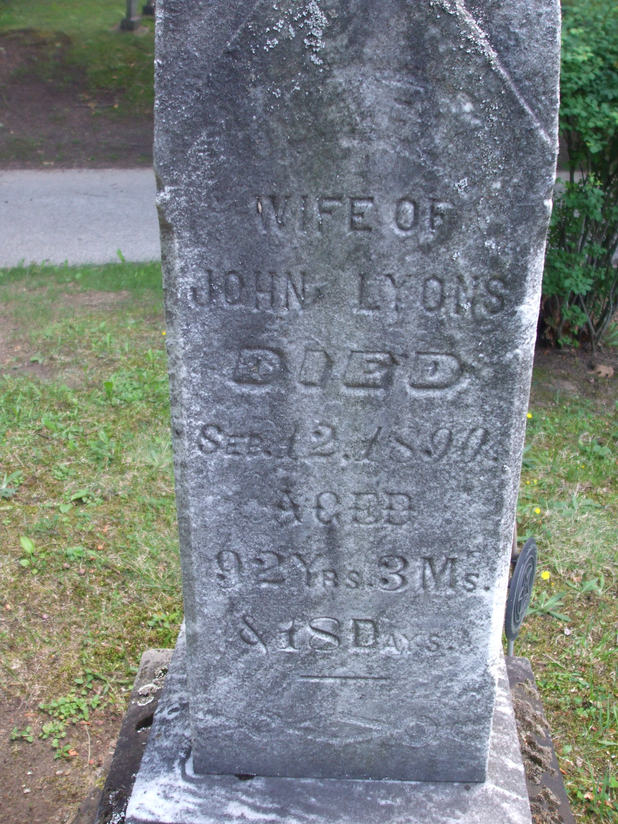 WIFE OF
JOHN LYONS
DIED
SEP. 12, 1890.
AGED
92 YRS. 3 MS.
& 18 DAYS.